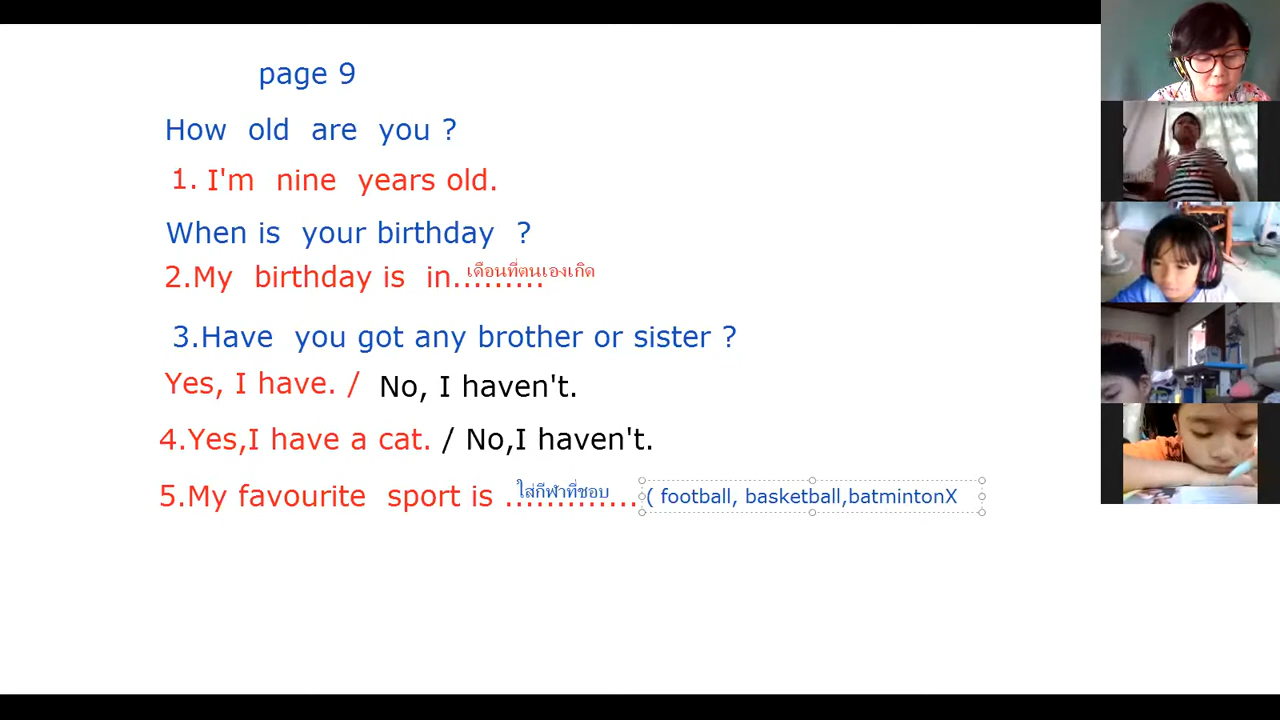 page 9
How old are you ?
1. I'm nine years old.
When is your birthday ?
2.My birthday is in.........เดือนที่ตนเองเกิด
3.Have you got any brother or sister ?
Yes, I have. / No, I haven't.
4.Yes,I have a cat. / No,I haven't.
5.My favourite sport is .............ใส่กีฬาที่ชอบ ( football, basketball,batmintonX